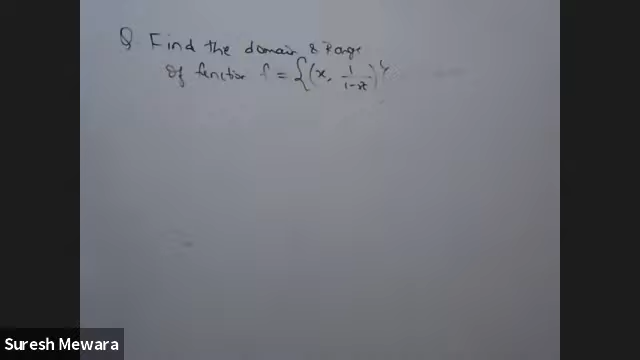 Q Find the domain & Range
of function f = {(x, 1/(1-x²))}
Suresh Mewara